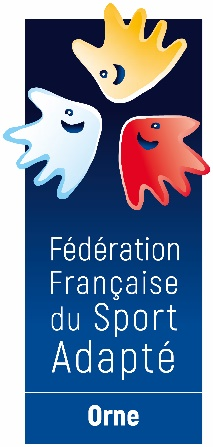 Fédération
Française
du Sport
Adapté
Orne